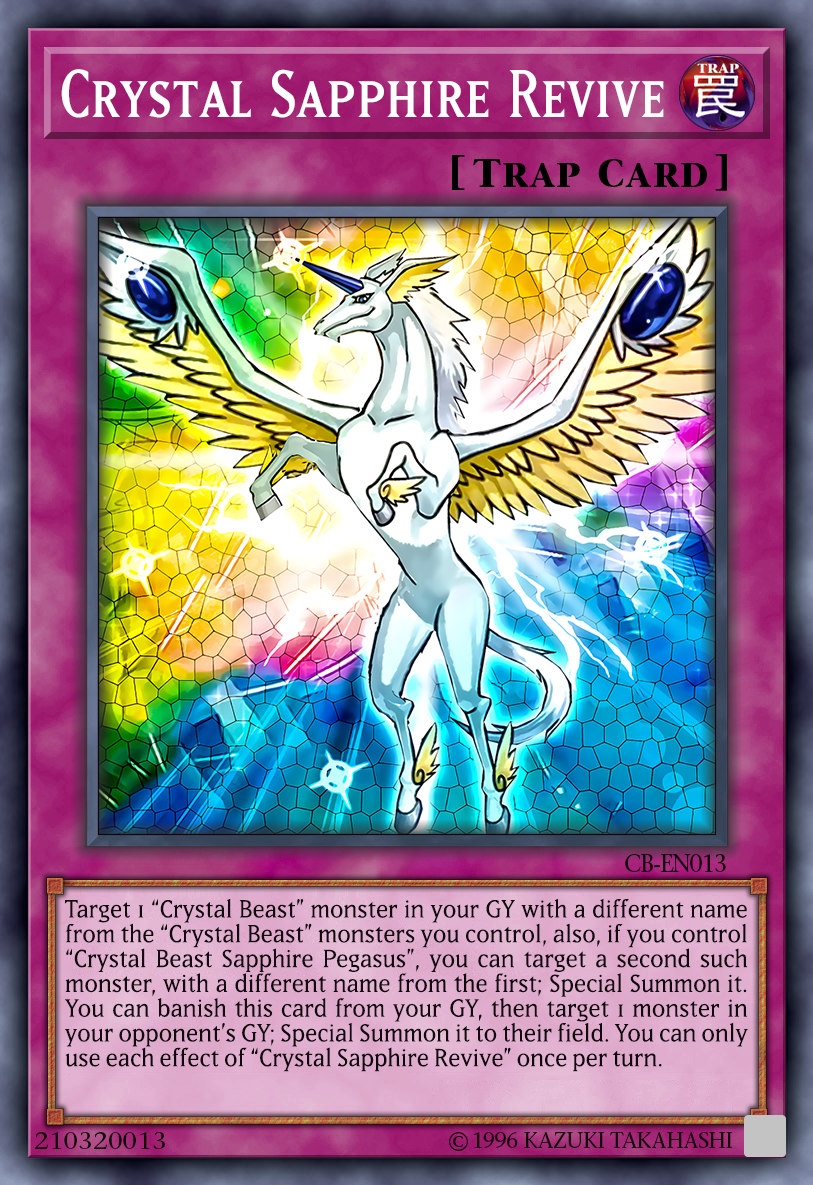 Crystal Sapphire Revive
TRAP
罠
[Trap Card]
CB-EN013
Target 1 “Crystal Beast” monster in your GY with a different name
from the “Crystal Beast” monsters you control, also, if you control
“Crystal Beast Sapphire Pegasus”, you can target a second such
monster, with a different name from the first; Special Summon it.
You can banish this card from your GY, then target 1 monster in
your opponent's GY; Special Summon it to their field. You can only
use each effect of “Crystal Sapphire Revive” once per turn.
210320013
© 1996 KAZUKI TAKAHASHI